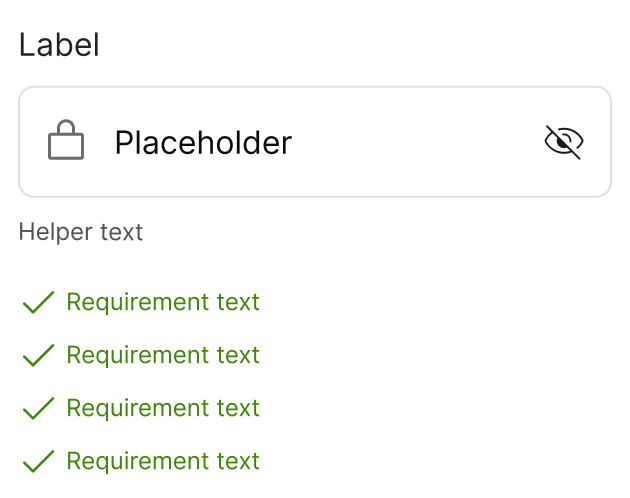 Label
Placeholder
Helper text
Requirement text
Requirement text
Requirement text
Requirement text